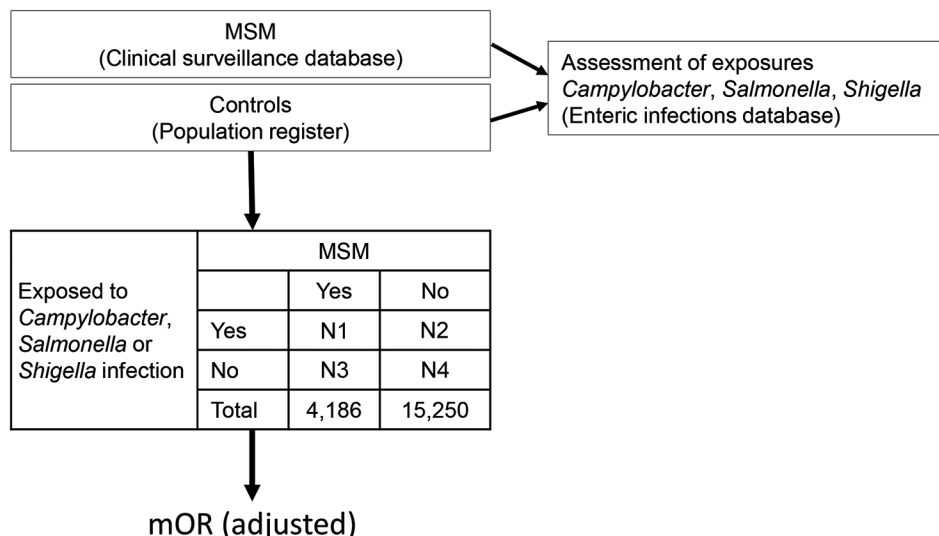 MSM
(Clinical surveillance database)
Controls
(Population register)
Assessment of exposures
Campylobacter, Salmonella, Shigella
(Enteric infections database)
Exposed to
Campylobacter,
Salmonella or
Shigella infection
MSM
Yes No
Yes N1 N2
No N3 N4
Total 4,186 15,250
mOR (adjusted)